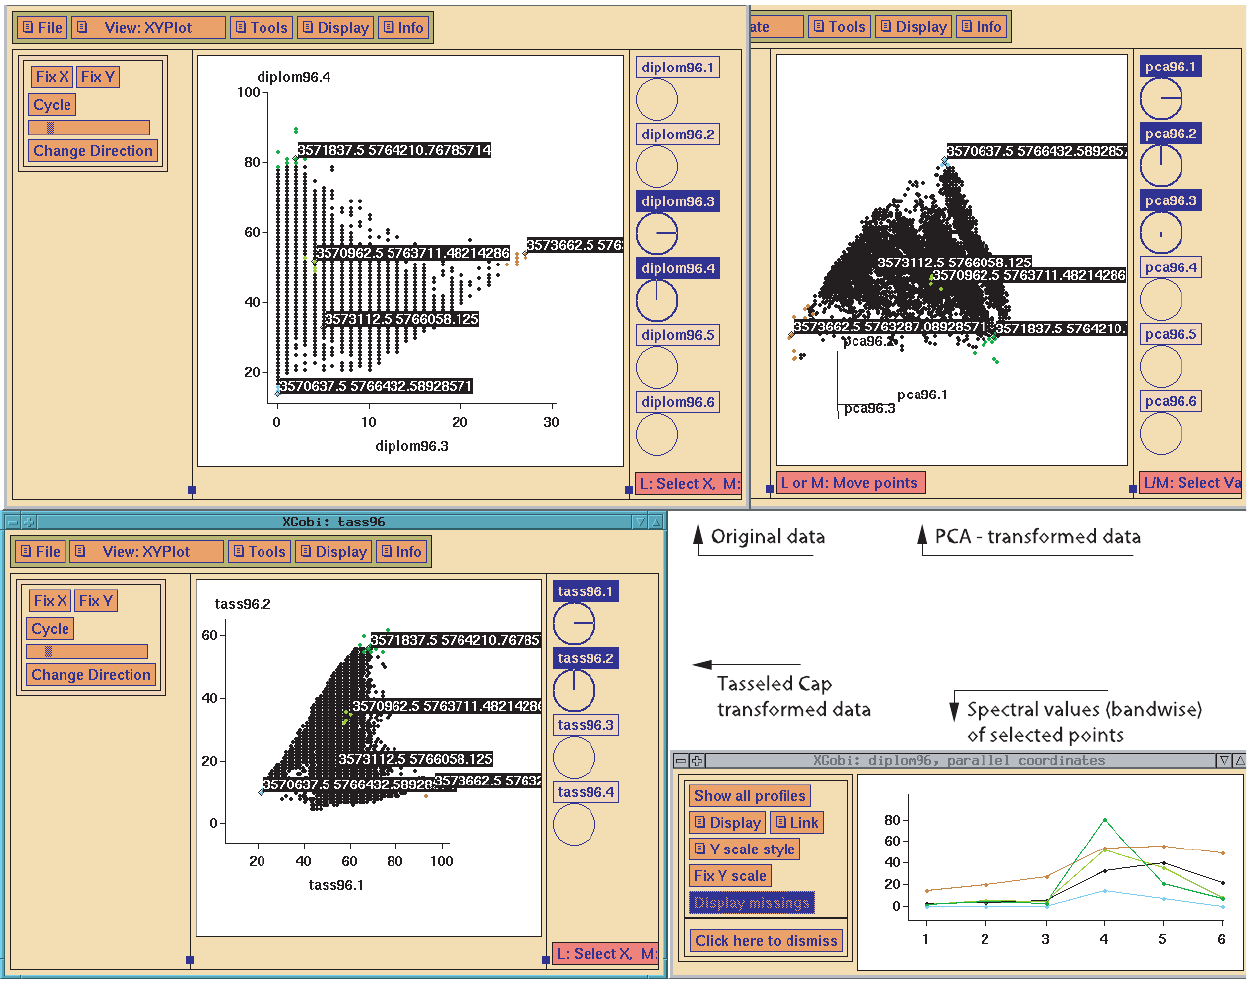 File
View: XYPlot
Tools
Display
Info
Fix X
Fix Y
Cycle
Change Direction
diplom96.4
100
80
60
40
20
0
10
20
30
diplom96.3
3571837.5 5764210.76785714
3570962.5 5763711.48214286
3573662.5 576
3573112.5 5766058.125
3570637.5 5766432.58928571
diplom96.1
diplom96.2
diplom96.3
diplom96.4
diplom96.5
diplom96.6
L: Select X, M:
ate
Tools
Display
Info
3570637.5 5766432.589285
3573112.5 5766058.125
3570962.5 5763711.48214286
3573662.5 5763287.08928571
3571837.5 5764210.
pca96.2
pca96.1
pca96.3
pca96.1
pca96.2
pca96.3
pca96.4
pca96.5
pca96.6
L or M: Move points
L/M: Select Va
XGobi: tass96
File
View: XYPlot
Tools
Display
Info
Fix X
Fix Y
Cycle
Change Direction
tass96.2
60
40
20
0
20
40
60
80
100
tass96.1
3571837.5 5764210.76785
3570962.5 5763711.4821428
3573112.5 5766058.125
3570637.5 5766432.5892
3573662.5 5763
tass96.1
tass96.2
tass96.3
tass96.4
L: Select X, M:
Original data
PCA - transformed data
Tasseled Cap
transformed data
Spectral values (bandwise)
of selected points
XGobi: diplom96, parallel coordinates
Show all profiles
Display
Link
Y scale style
Fix Y scale
Display missings
Click here to dismiss
80
60
40
20
0
1
2
3
4
5
6